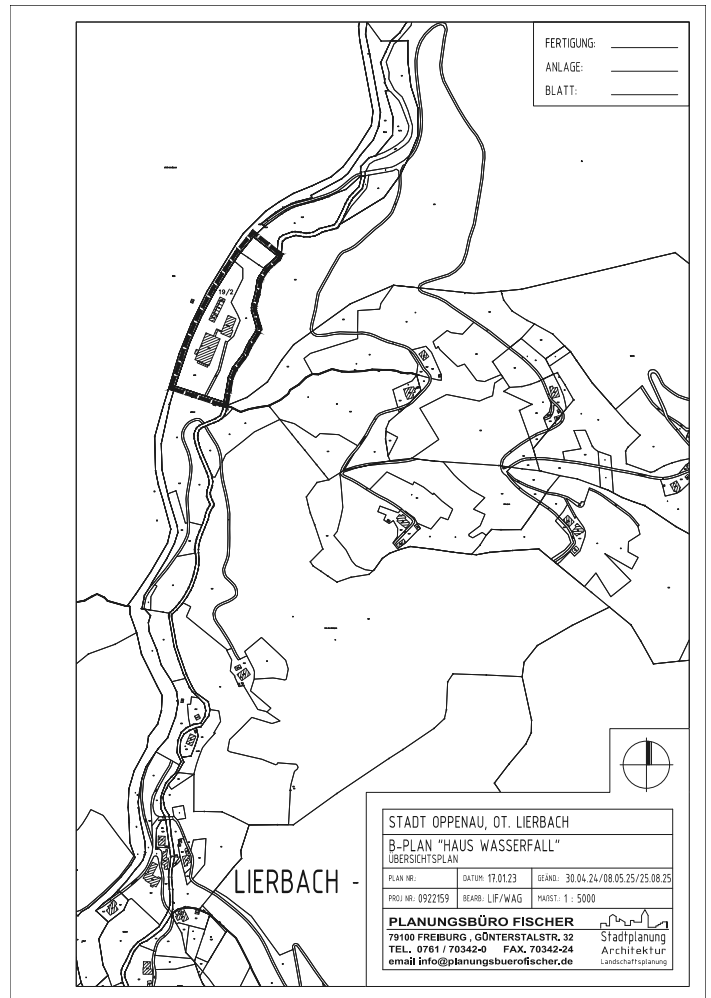 FERTIGUNG:
ANLAGE:
BLATT:
19/2
LIERBACH -
STADT OPPENAU, OT. LIERBACH
B-PLAN "HAUS WASSERFALL"
ÜBERSICHTSPLAN
PLAN NR.: DATUM: 17.01.23 GEÄND.: 30.04.24/08.05.25/25.08.25
PROJ.NR.: 0922159 BEARB.: LIF/WAG MAßST.: 1 : 5000
PLANUNGSBÜRO FISCHER
79100 FREIBURG , GÜNTERSTALSTR. 32
TEL. 0761 / 70342-0 FAX. 70342-24
email info@planungsbuerofischer.de
Stadtplanung
Architektur
Landschaftsplanung